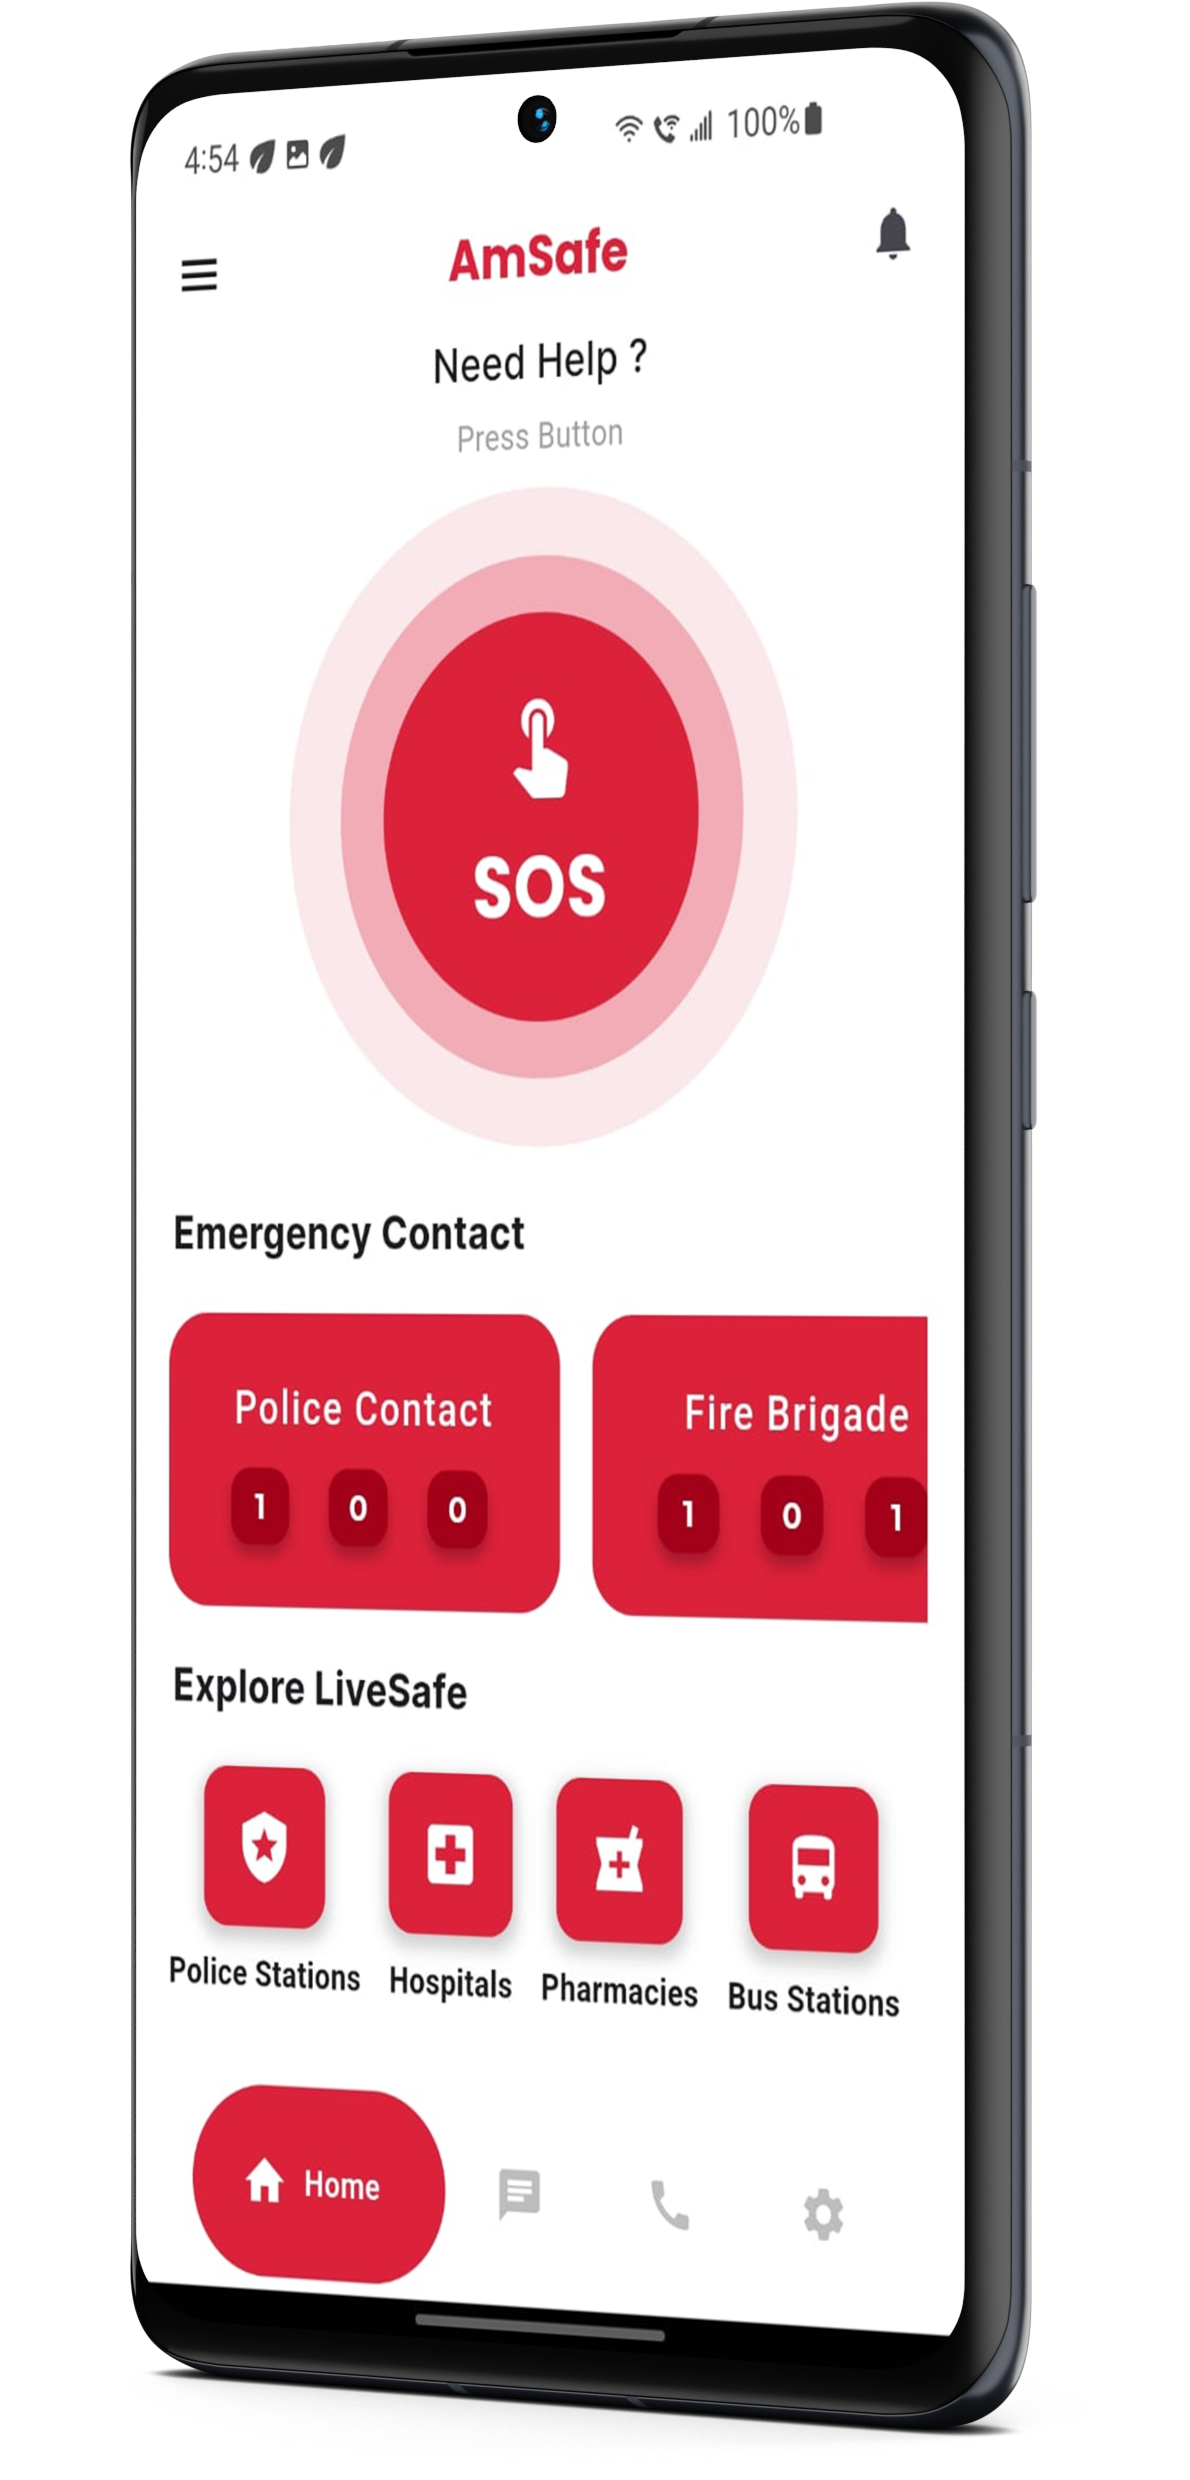 4:54 100%
AmSafe
Need Help ?
Press Button
SOS
Emergency Contact
Police Contact Fire Brigade
1 0 0 1 0 1
Explore LiveSafe
Police Stations Hospitals Pharmacies Bus Stations
Home